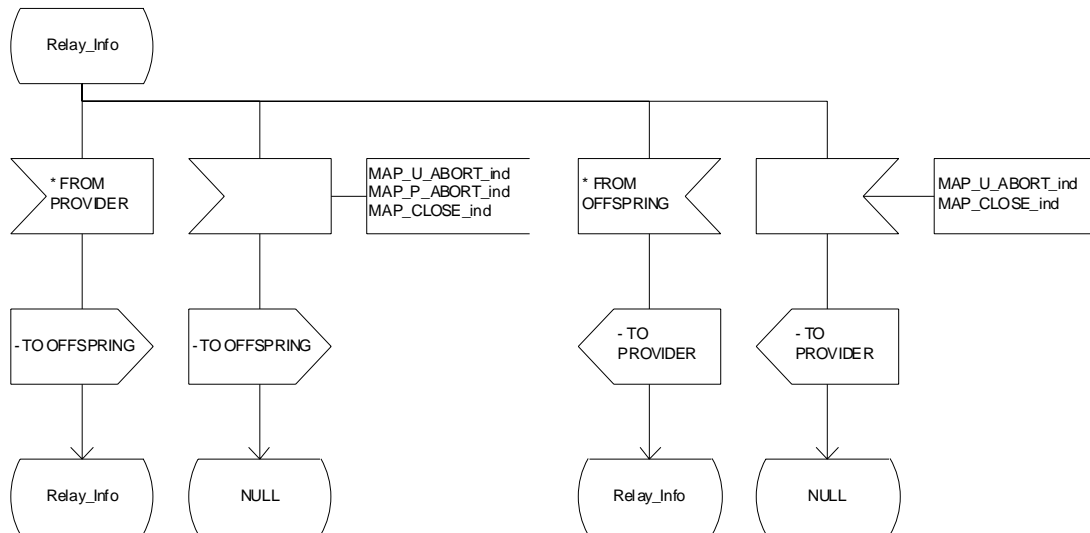 Relay_Info
* FROM
PROVIDER
MAP_U_ABORT_ind
MAP_P_ABORT_ind
MAP_CLOSE_ind
* FROM
OFFSPRING
MAP_U_ABORT_ind
MAP_CLOSE_ind
- TO OFFSPRING
- TO OFFSPRING
- TO
PROVIDER
- TO
PROVIDER
Relay_Info
NULL
Relay_Info
NULL